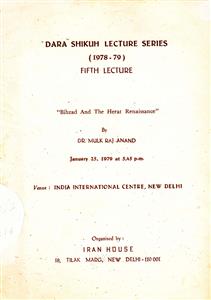 "DARA SHIKUH LECTURE SERIES
(1978-79)
FIFTH LECTURE
"Bihzad And The Herat Renaissance"
By
DR. MULK RAJ ANAND
January 25, 1979 at 5.45 p.m.
Venue : INDIA INTERNATIONAL CENTRE, NEW DELHI
Organised by :
IRAN HOUSE
18, TILAK MARG, NEW DELHI-110 001